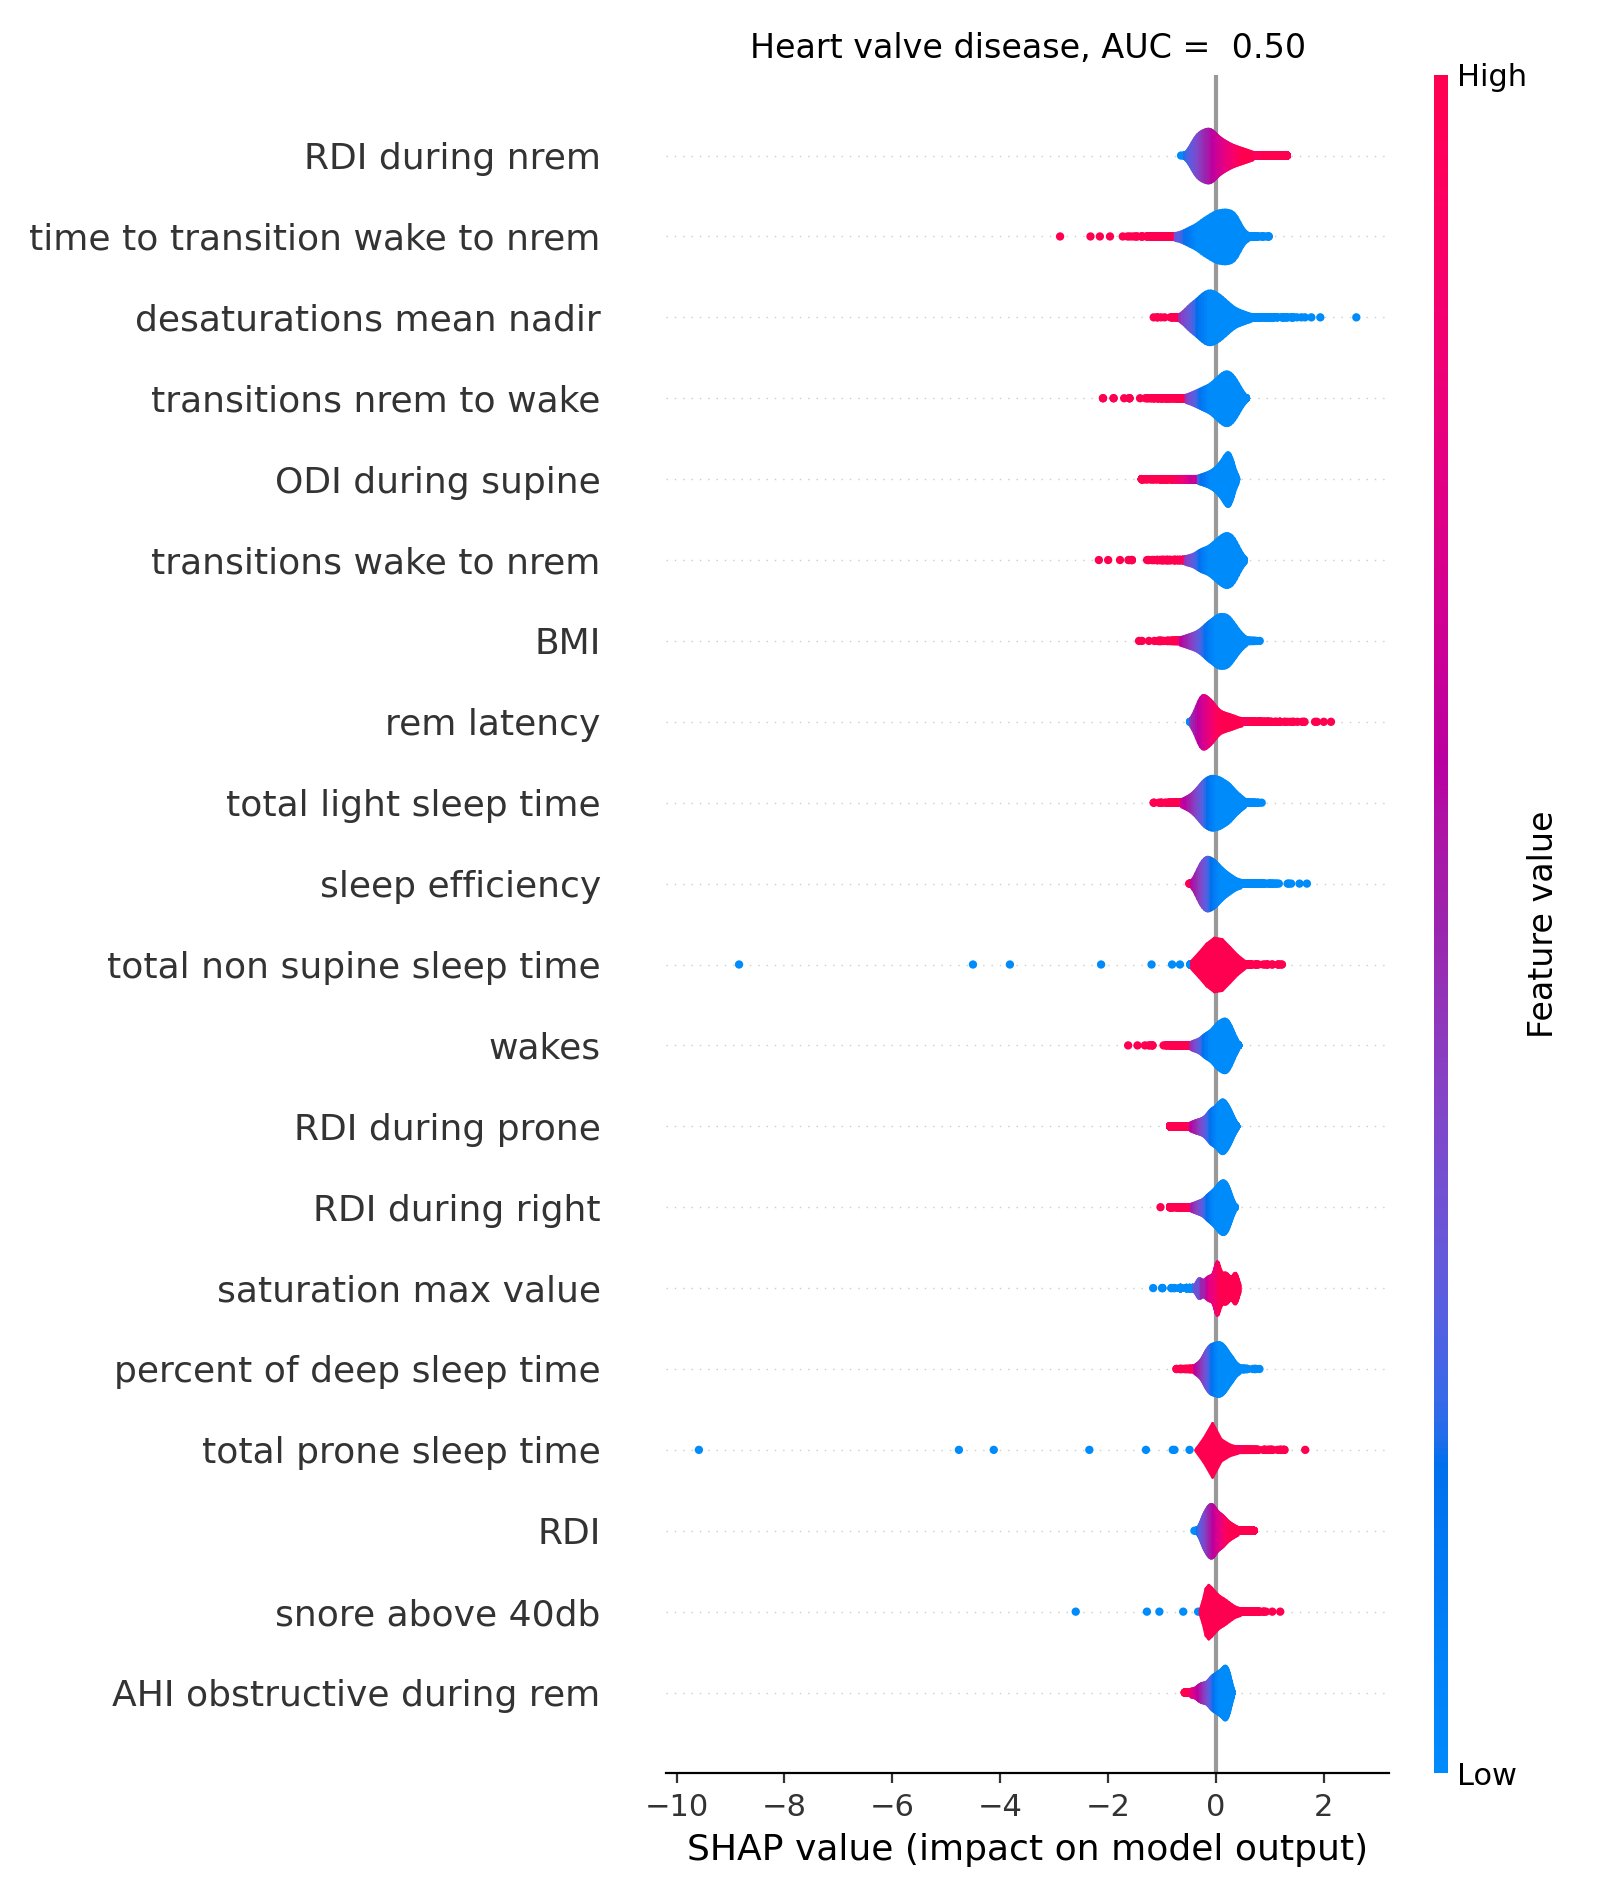 Heart valve disease, AUC =  0.50
High
RDI during nrem
time to transition wake to nrem
desaturations mean nadir
transitions nrem to wake
ODI during supine
transitions wake to nrem
BMI
rem latency
total light sleep time
sleep efficiency
total non supine sleep time
wakes
RDI during prone
RDI during right
saturation max value
percent of deep sleep time
total prone sleep time
RDI
snore above 40db
AHI obstructive during rem
Feature value
Low
−10 −8 −6 −4 −2 0 2
SHAP value (impact on model output)